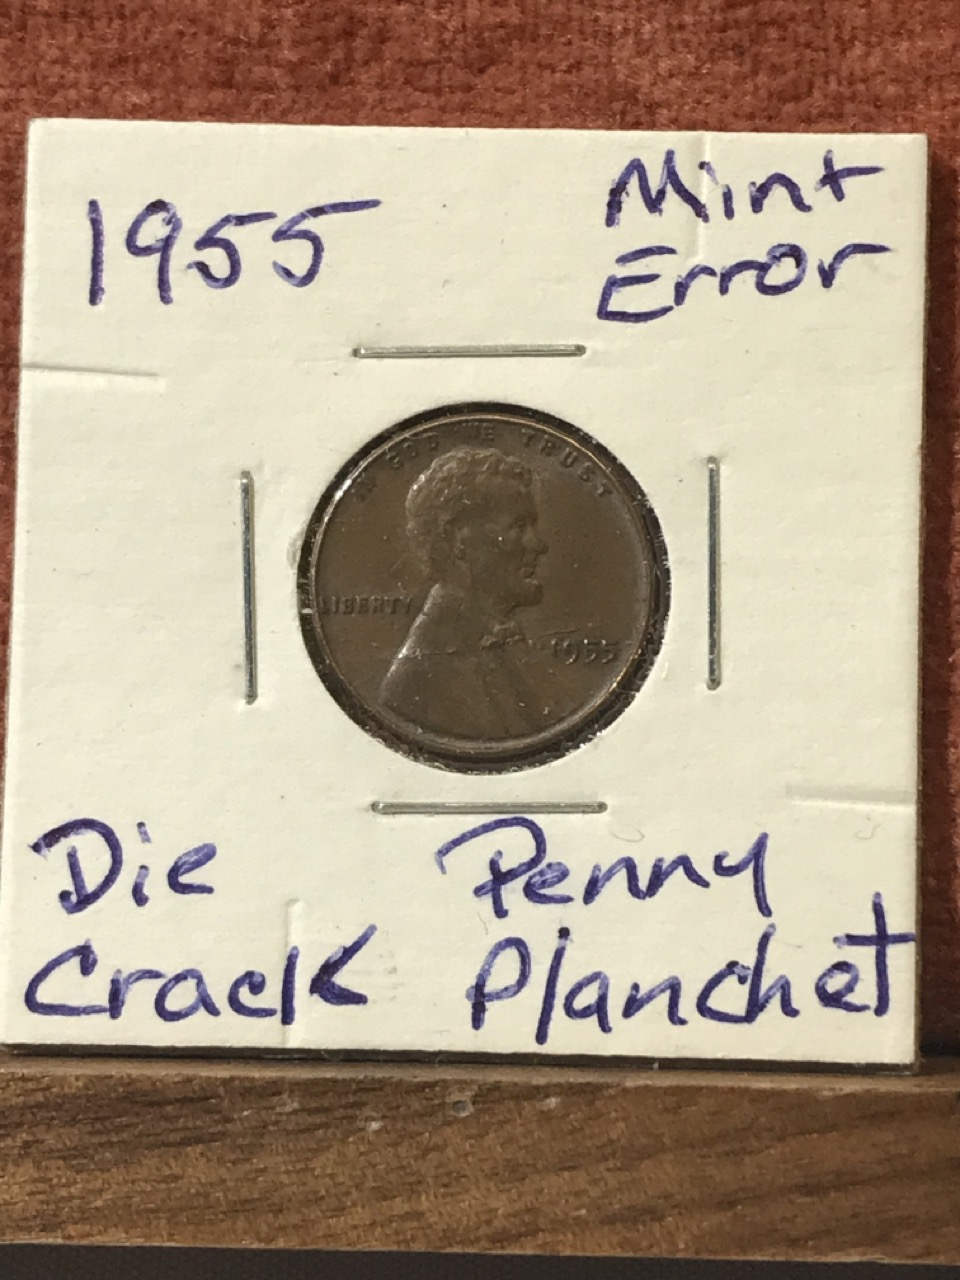 1955
Mint
Error
IN GOD WE TRUST
LIBERTY
1955
Die
Crack
Penny
Planchet